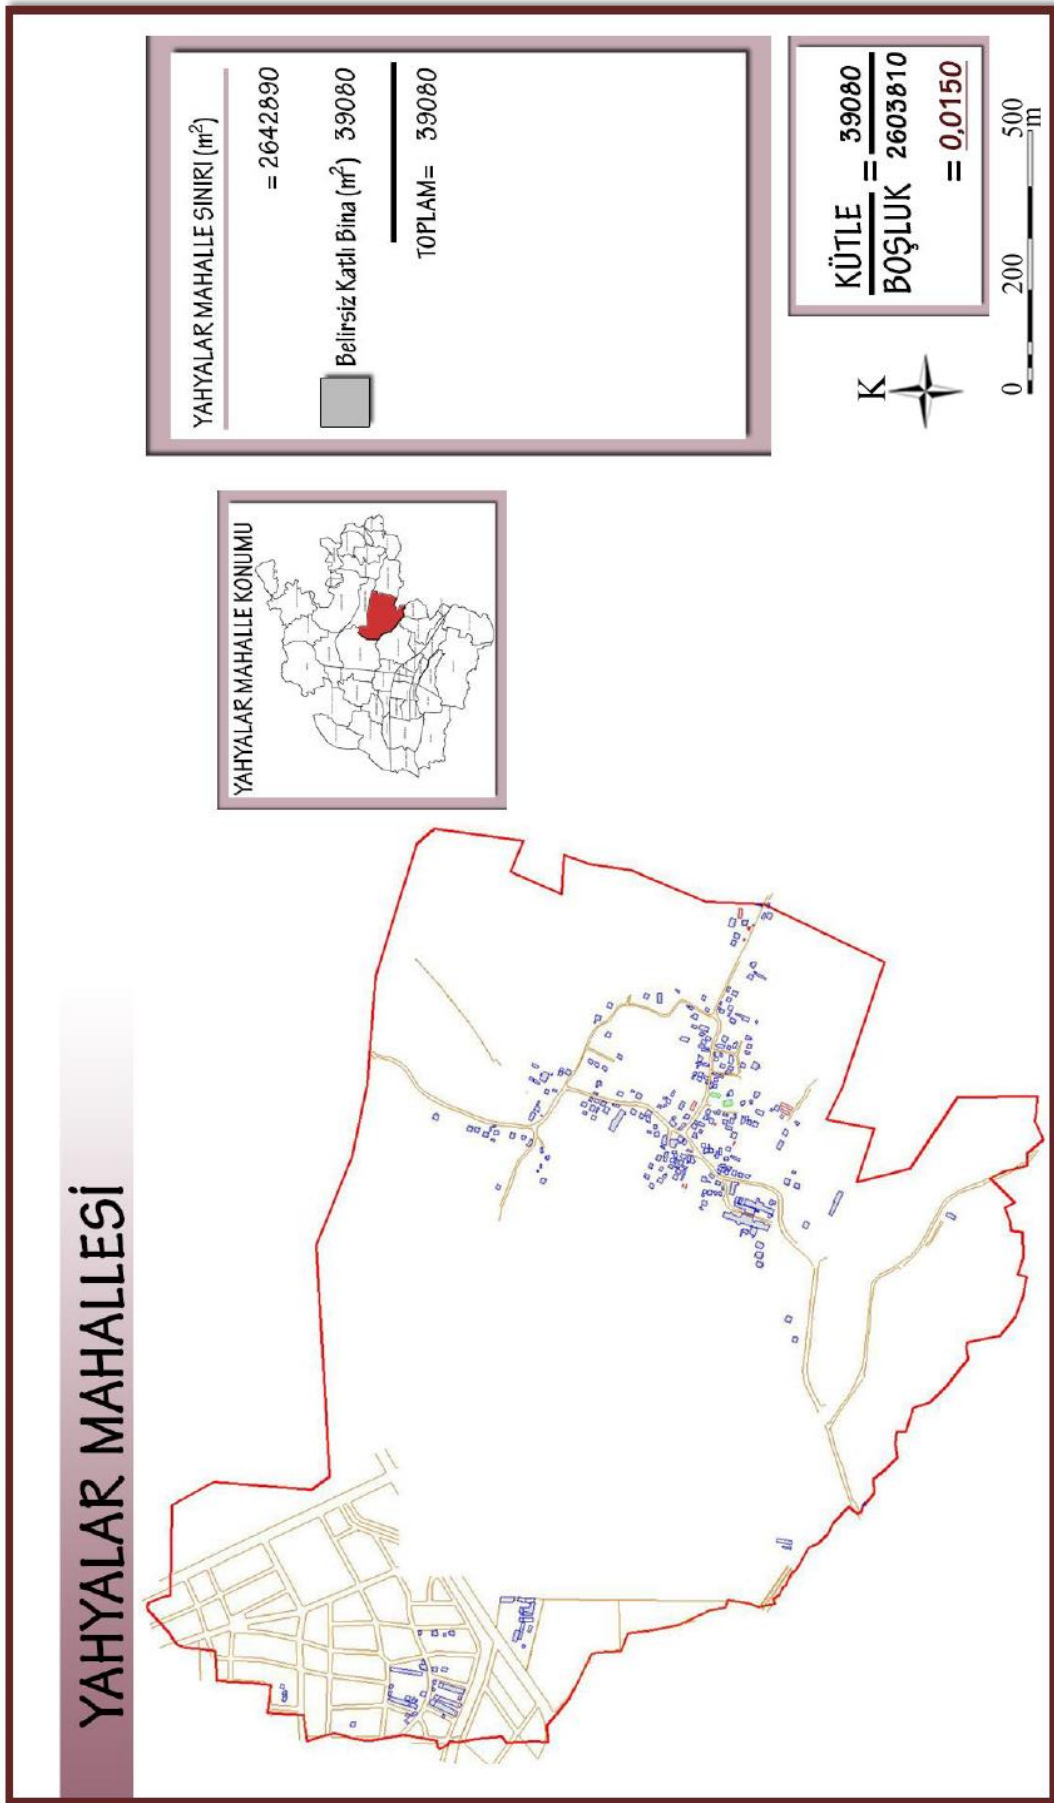 YAHYALAR MAHALLESİ
YAHYALAR MAHALLE KONUMU
YAHYALAR MAHALLE SINIRI (m²)
= 2642890
Belirsiz Katlı Bina (m²) 39080
TOPLAM= 39080
KÜTLE = 39080
BOŞLUK 2603810
= 0,0150
K
0 200 500
m